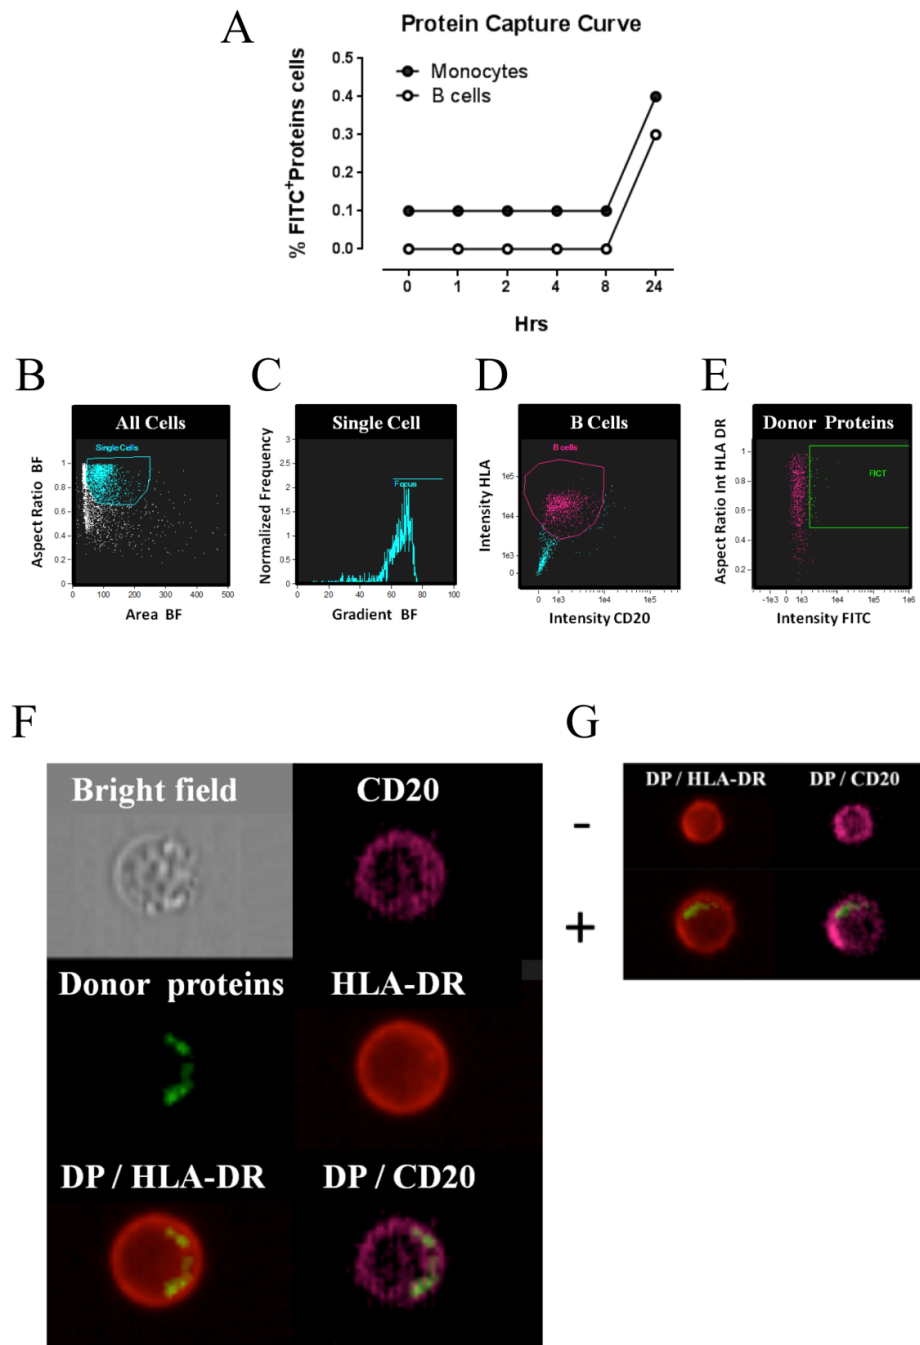 A
Protein Capture Curve
% FITC+Proteins cells
0.5
0.4
0.3
0.2
0.1
0.0
Monocytes
B cells
0 1 2 4 8 24
Hrs
B
All Cells
Aspect Ratio BF
Single Cells
1
0.8
0.6
0.4
0.2
0
0 100 200 300 400 500
Area BF
C
Single Cell
Normalized Frequency
Focus
3
2.5
2
1.5
1
0.5
0
0 20 40 60 80 100
Gradient BF
D
B Cells
Intensity HLA
B cells
1e5
1e4
1e3
0
0 1e3 1e4 1e5
Intensity CD20
E
Donor Proteins
Aspect Ratio Int HLA DR
FICT
1
0.8
0.6
0.4
0.2
-1e3 0 1e3 1e4 1e5 1e6
Intensity FITC
F
Bright field
CD20
Donor proteins
HLA-DR
DP / HLA-DR
DP / CD20
G
DP / HLA-DR
DP / CD20
-
+